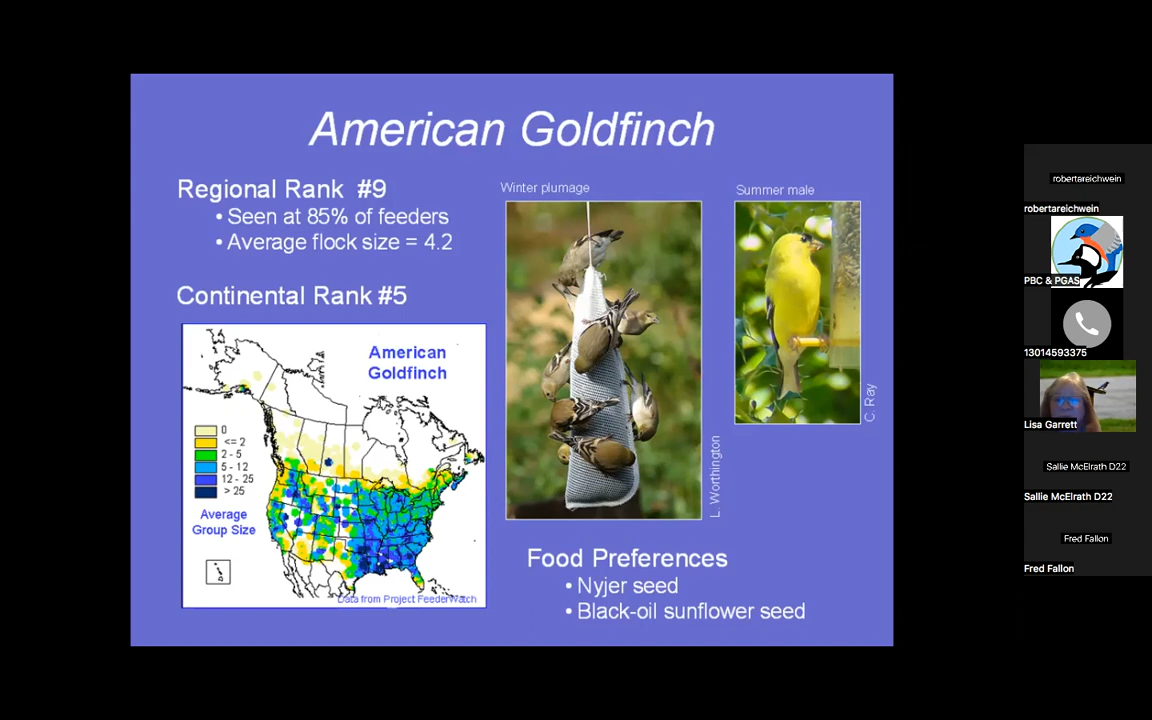 American Goldfinch
Regional Rank #9
• Seen at 85% of feeders
• Average flock size = 4.2
Continental Rank #5
American
Goldfinch
0
<= 2
2 - 5
5 - 12
12 - 25
> 25
Average
Group Size
Data from Project FeederWatch
Winter plumage
L. Worthington
Summer male
C. Ray
Food Preferences
• Nyjer seed
• Black-oil sunflower seed
robertareichwein
robertareichwein
PBC & PGAS
13014593375
Lisa Garrett
Sallie McElrath D22
Sallie McElrath D22
Fred Fallon
Fred Fallon